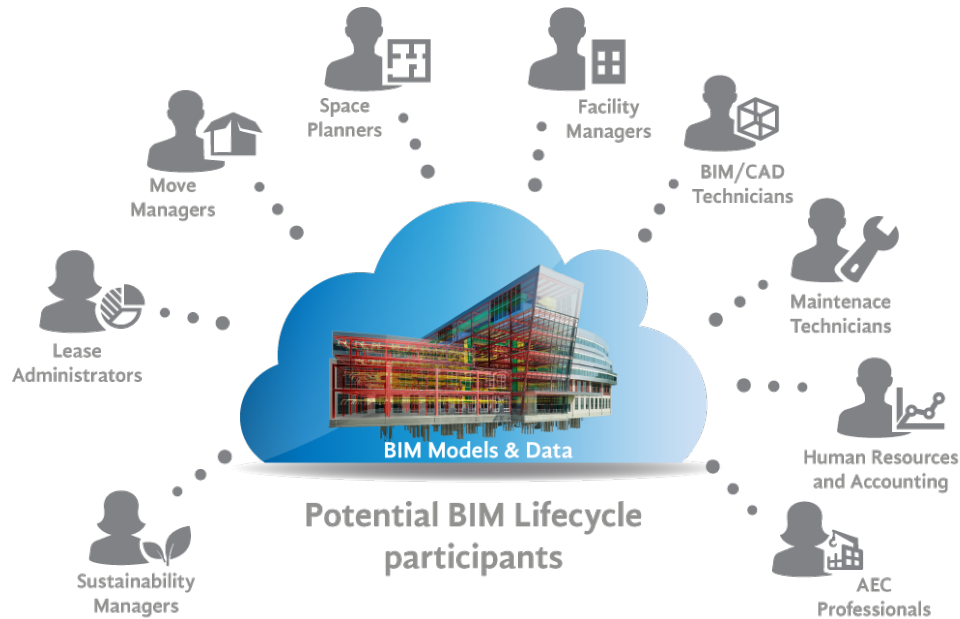 Space
Planners
Facility
Managers
Move
Managers
BIM/CAD
Technicians
Lease
Administrators
Maintenace
Technicians
BIM Models & Data
Human Resources
and Accounting
Potential BIM Lifecycle
participants
Sustainability
Managers
AEC
Professionals